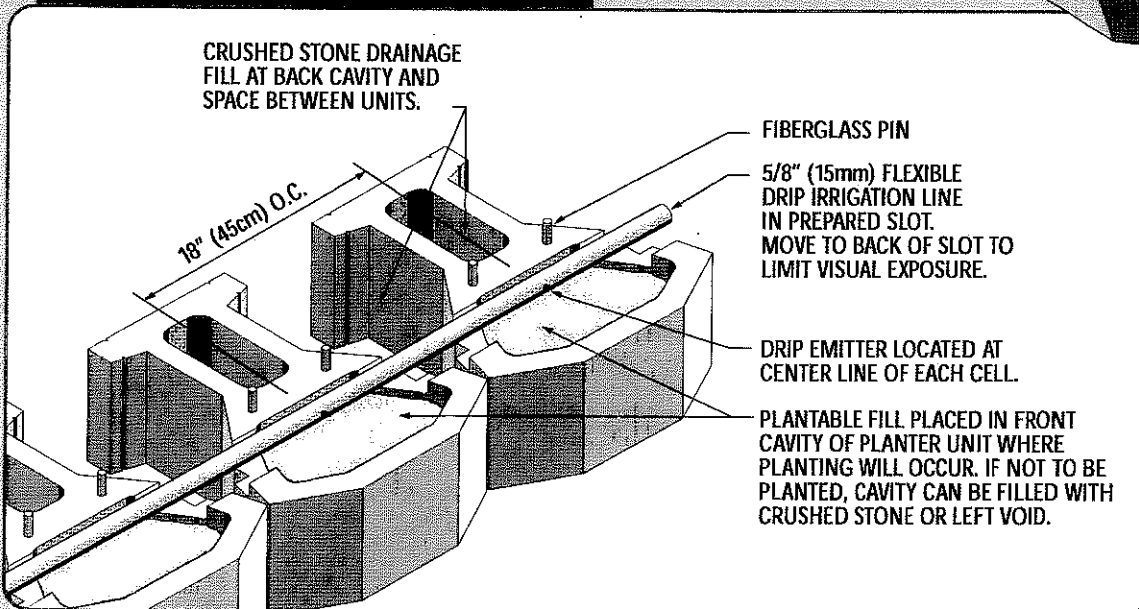 CRUSHED STONE DRAINAGE
FILL AT BACK CAVITY AND
SPACE BETWEEN UNITS.
18" (45cm) O.C.
FIBERGLASS PIN
5/8" (15mm) FLEXIBLE
DRIP IRRIGATION LINE
IN PREPARED SLOT.
MOVE TO BACK OF SLOT TO
LIMIT VISUAL EXPOSURE.
DRIP EMITTER LOCATED AT
CENTER LINE OF EACH CELL.
PLANTABLE FILL PLACED IN FRONT
CAVITY OF PLANTER UNIT WHERE
PLANTING WILL OCCUR. IF NOT TO BE
PLANTED, CAVITY CAN BE FILLED WITH
CRUSHED STONE OR LEFT VOID.